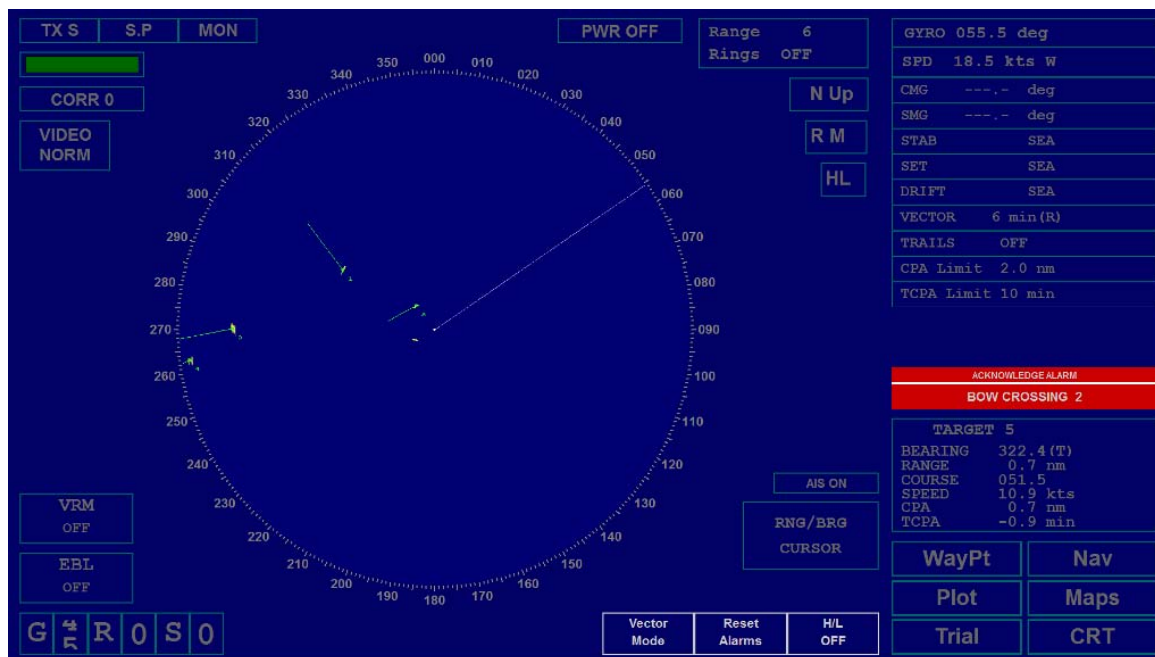 TX S S.P MON
PWR OFF
Range 6
Rings OFF
CORR 0
VIDEO
NORM
N Up
R M
HL
000
010
020
030
040
050
060
070
080
090
100
110
120
130
140
150
160
170
180
190
200
210
220
230
240
250
260
270
280
290
300
310
320
330
340
350
GYRO 055.5 deg
SPD 18.5 kts W
CMG ---.- deg
SMG ---.- deg
STAB SEA
SET SEA
DRIFT SEA
VECTOR 6 min(R)
TRAILS OFF
CPA Limit 2.0 nm
TCPA Limit 10 min
ACKNOWLEDGE ALARM
BOW CROSSING 2
TARGET 5
BEARING 322.4(T)
RANGE 0.7 nm
COURSE 051.5
SPEED 10.9 kts
CPA 0.7 nm
TCPA -0.9 min
AIS ON
RNG/BRG
CURSOR
VRM
OFF
EBL
OFF
G R 0 S 0
Vector
Mode
Reset
Alarms
H/L
OFF
WayPt Nav
Plot Maps
Trial CRT